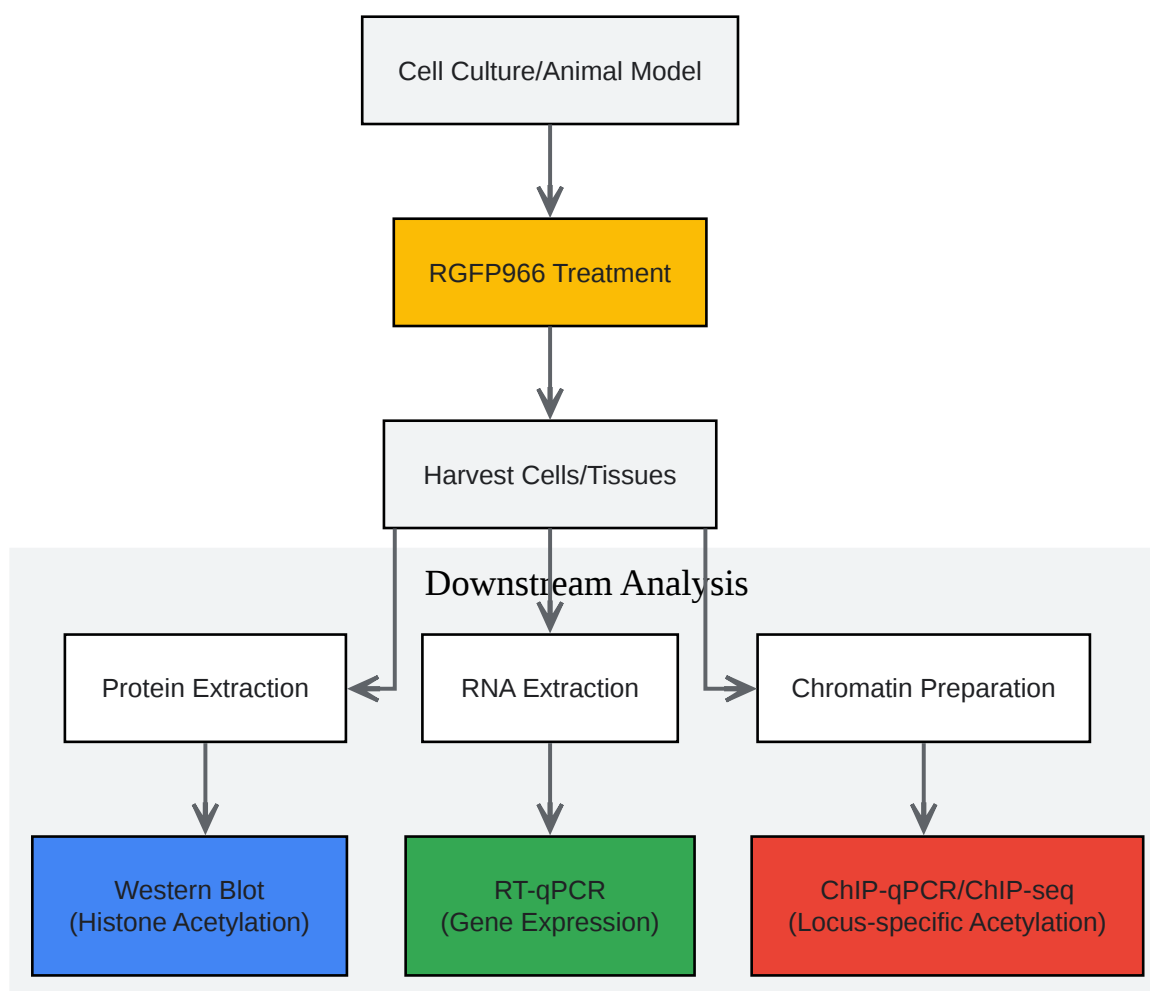 Cell Culture/Animal Model
RGFP966 Treatment
Harvest Cells/Tissues
Downstream Analysis
Protein Extraction
RNA Extraction
Chromatin Preparation
Western Blot
(Histone Acetylation)
RT-qPCR
(Gene Expression)
ChIP-qPCR/ChIP-seq
(Locus-specific Acetylation)